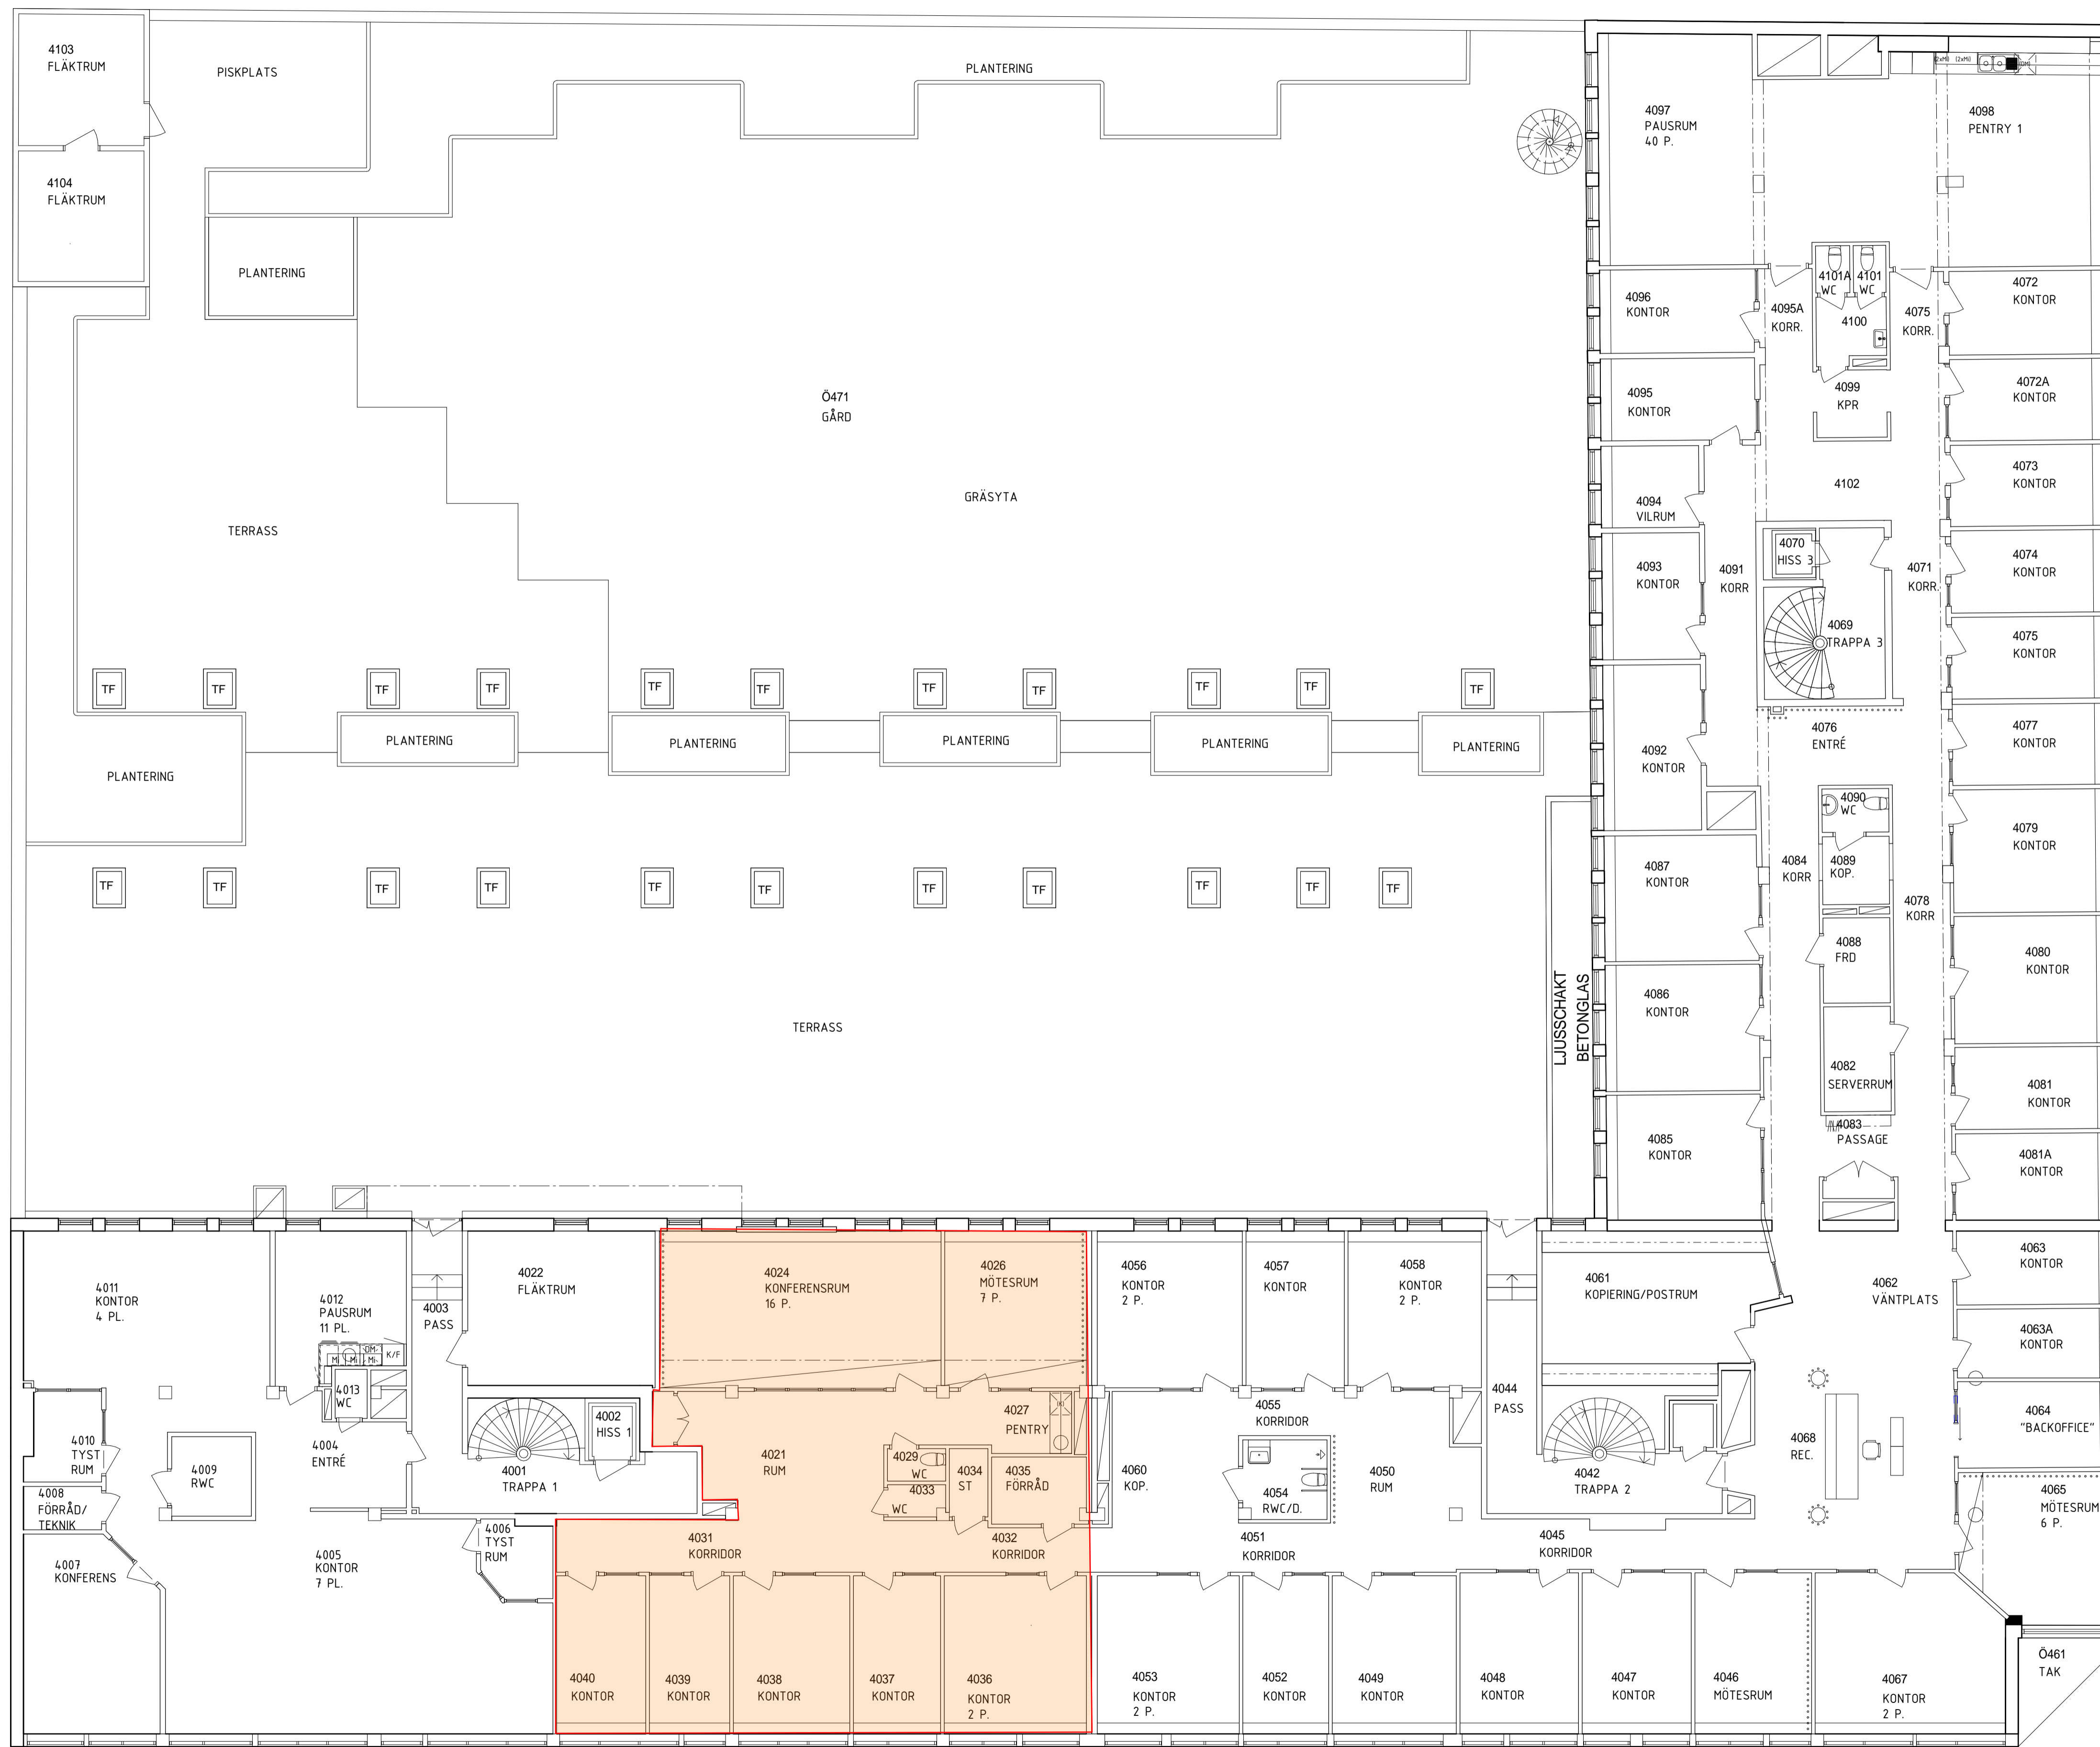 4103
FLÄKTRUM
PISKPLATS
PLANTERING
4104
FLÄKTRUM
PLANTERING
Ö471
GÅRD
GRÄSYTA
TERRASS
TF
TF
TF
TF
TF
TF
TF
TF
TF
TF
TF
PLANTERING
PLANTERING
PLANTERING
PLANTERING
PLANTERING
PLANTERING
TF
TF
TF
TF
TF
TF
TF
TF
TF
TF
TF
TERRASS
LJUSSCHAKT
BETONGLAS
4097
PAUSRUM
40 P.
(2xMi) (2xMi)
(DM)
4098
PENTRY 1
4101A
WC
4101
WC
4096
KONTOR
4095A
KORR.
4100
4075
KORR.
4072
KONTOR
4095
KONTOR
4099
KPR
4072A
KONTOR
4094
VILRUM
4102
4073
KONTOR
4093
KONTOR
4091
KORR
4070
HISS 3
4071
KORR.
4074
KONTOR
4069
TRAPPA 3
4075
KONTOR
4092
KONTOR
4076
ENTRÉ
4077
KONTOR
4090
WC
4079
KONTOR
4087
KONTOR
4084
KORR
4089
KOP.
4078
KORR
4088
FRD
4080
KONTOR
4086
KONTOR
4082
SERVERRUM
4081
KONTOR
4083
PASSAGE
4085
KONTOR
4081A
KONTOR
4011
KONTOR
4 PL.
4012
PAUSRUM
11 PL.
DM
K/F
Mi
Mi
Mi
4013
WC
4003
PASS
4022
FLÄKTRUM
4024
KONFERENSRUM
16 P.
4026
MÖTESRUM
7 P.
4056
KONTOR
2 P.
4057
KONTOR
4058
KONTOR
2 P.
4061
KOPIERING/POSTRUM
4062
VÄNTPLATS
4063
KONTOR
4063A
KONTOR
4010
TYST
RUM
4009
RWC
4004
ENTRÉ
4001
TRAPPA 1
4002
HISS 1
4021
RUM
4027
PENTRY
4029
WC
4033
WC
4034
ST
4035
FÖRRÅD
4055
KORRIDOR
4060
KOP.
4054
RWC/D.
4050
RUM
4044
PASS
4042
TRAPPA 2
4068
REC.
4064
"BACKOFFICE"
4065
MÖTESRUM
6 P.
4008
FÖRRÅD/
TEKNIK
4007
KONFERENS
4005
KONTOR
7 PL.
4006
TYST
RUM
4031
KORRIDOR
4032
KORRIDOR
4051
KORRIDOR
4045
KORRIDOR
4040
KONTOR
4039
KONTOR
4038
KONTOR
4037
KONTOR
4036
KONTOR
2 P.
4053
KONTOR
2 P.
4052
KONTOR
4049
KONTOR
4048
KONTOR
4047
KONTOR
4046
MÖTESRUM
4067
KONTOR
2 P.
Ö461
TAK